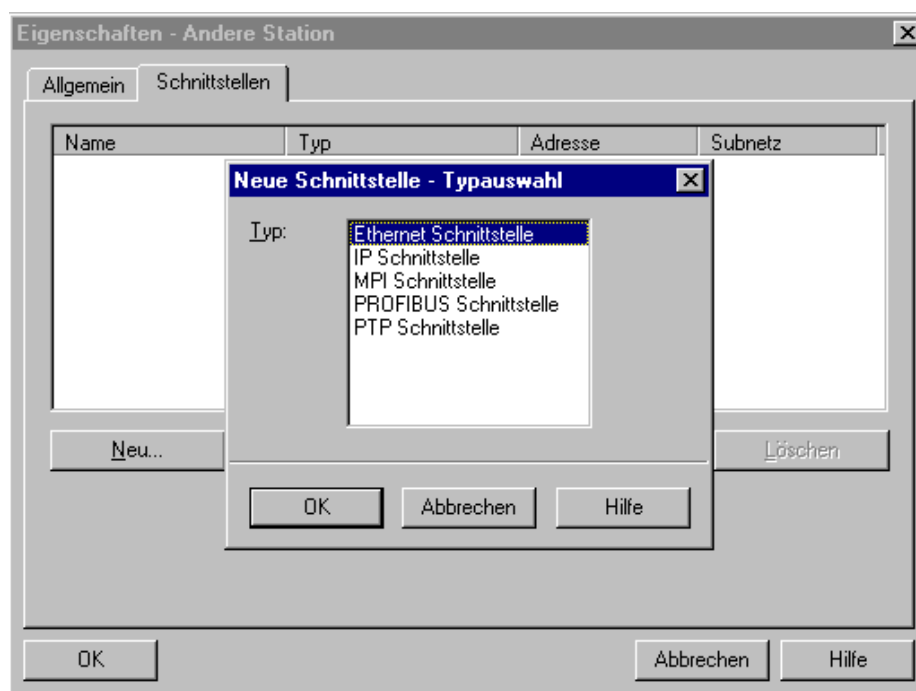 Eigenschaften - Andere Station
Allgemein Schnittstellen
Name Typ Adresse Subnetz
Neue Schnittstelle - Typauswahl
Typ: Ethernet Schnittstelle
IP Schnittstelle
MPI Schnittstelle
PROFIBUS Schnittstelle
PTP Schnittstelle
Neu... Löschen
OK Abbrechen Hilfe
OK Abbrechen Hilfe